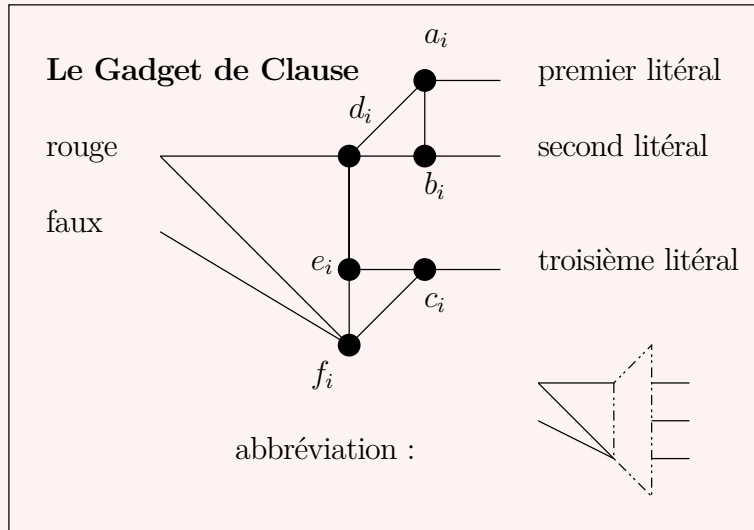 a_i
Le Gadget de Clause premier litéral
d_i
rouge second litéral
b_i
faux
e_i troisième litéral
c_i
f_i
abbréviation :